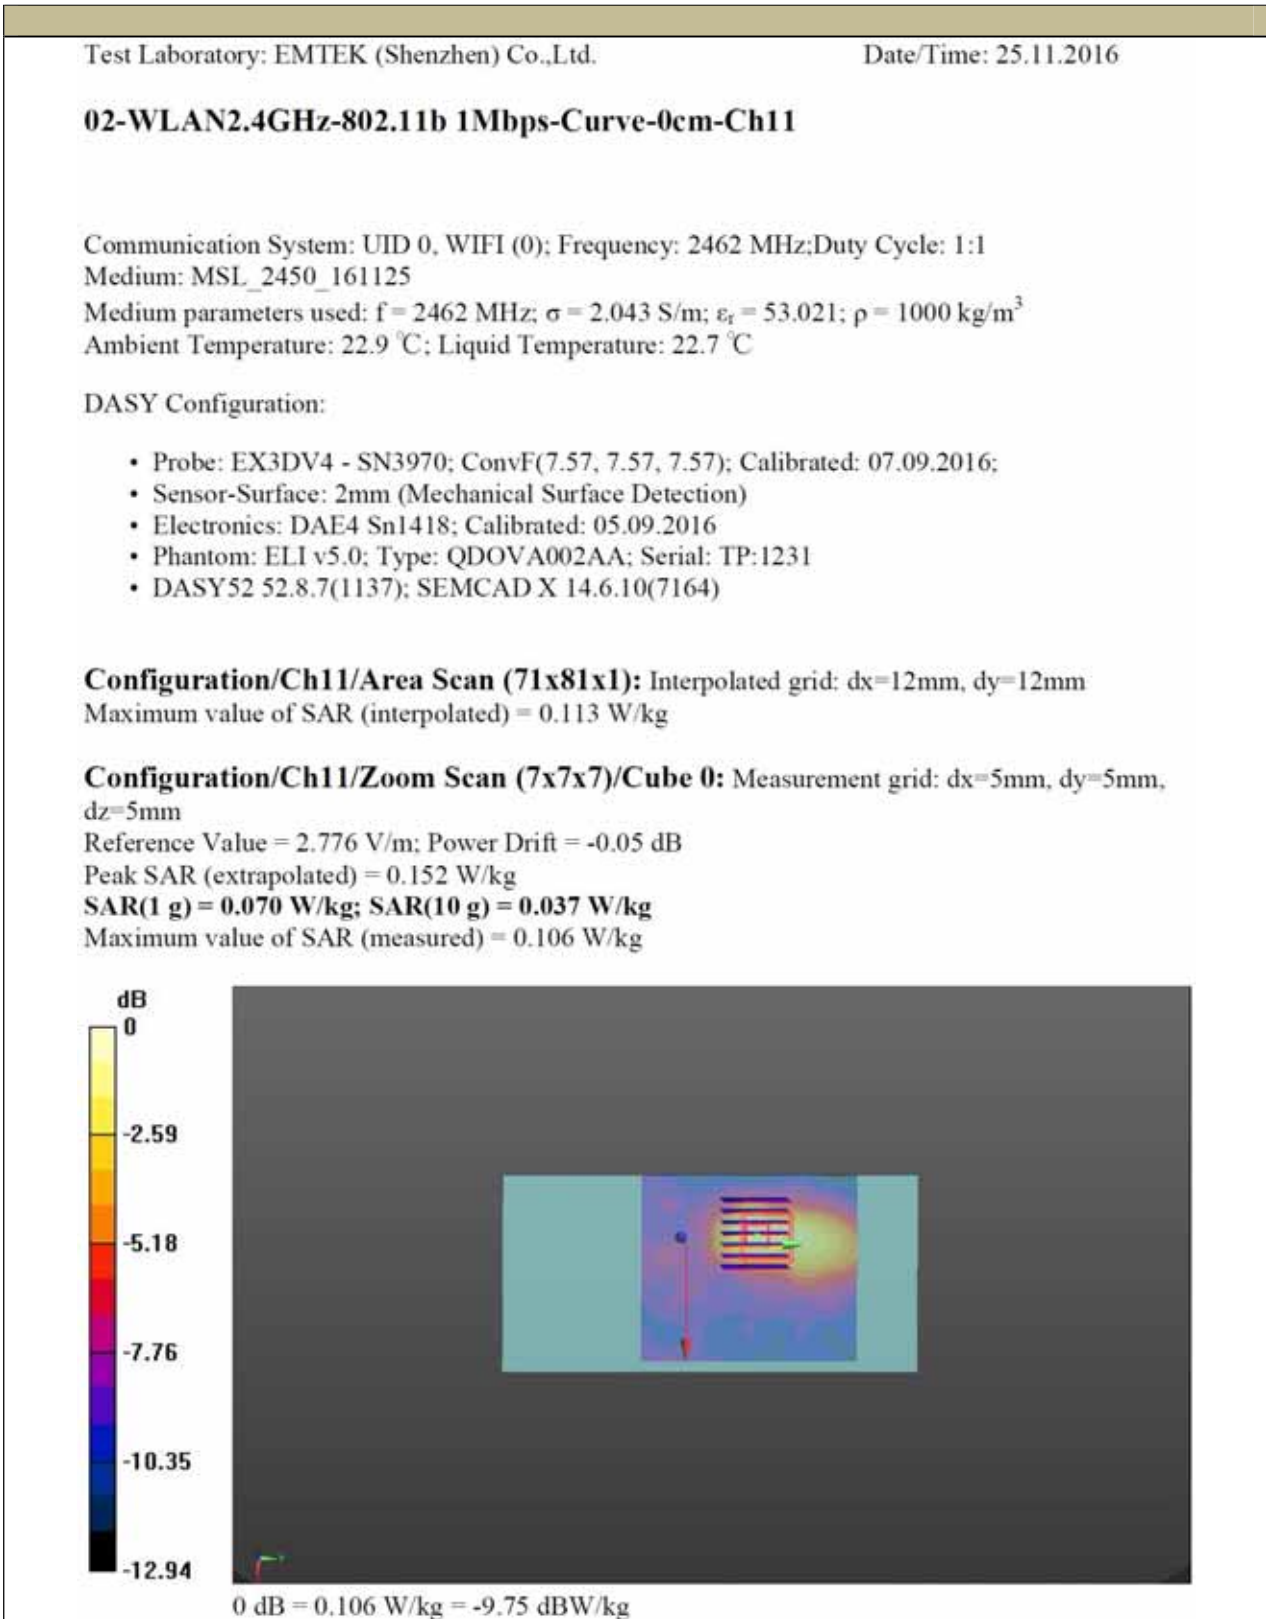 Test Laboratory: EMTEK (Shenzhen) Co.,Ltd. Date/Time: 25.11.2016
02-WLAN2.4GHz-802.11b 1Mbps-Curve-0cm-Ch11
Communication System: UID 0, WIFI (0); Frequency: 2462 MHz;Duty Cycle: 1:1
Medium: MSL_2450_161125
Medium parameters used: f = 2462 MHz; σ = 2.043 S/m; εr = 53.021; ρ = 1000 kg/m³
Ambient Temperature: 22.9 ℃; Liquid Temperature: 22.7 ℃
DASY Configuration:
• Probe: EX3DV4 - SN3970; ConvF(7.57, 7.57, 7.57); Calibrated: 07.09.2016;
• Sensor-Surface: 2mm (Mechanical Surface Detection)
• Electronics: DAE4 Sn1418; Calibrated: 05.09.2016
• Phantom: ELI v5.0; Type: QDOVA002AA; Serial: TP:1231
• DASY52 52.8.7(1137); SEMCAD X 14.6.10(7164)
Configuration/Ch11/Area Scan (71x81x1): Interpolated grid: dx=12mm, dy=12mm
Maximum value of SAR (interpolated) = 0.113 W/kg
Configuration/Ch11/Zoom Scan (7x7x7)/Cube 0: Measurement grid: dx=5mm, dy=5mm,
dz=5mm
Reference Value = 2.776 V/m; Power Drift = -0.05 dB
Peak SAR (extrapolated) = 0.152 W/kg
SAR(1 g) = 0.070 W/kg; SAR(10 g) = 0.037 W/kg
Maximum value of SAR (measured) = 0.106 W/kg
dB
0
-2.59
-5.18
-7.76
-10.35
-12.94
0 dB = 0.106 W/kg = -9.75 dBW/kg